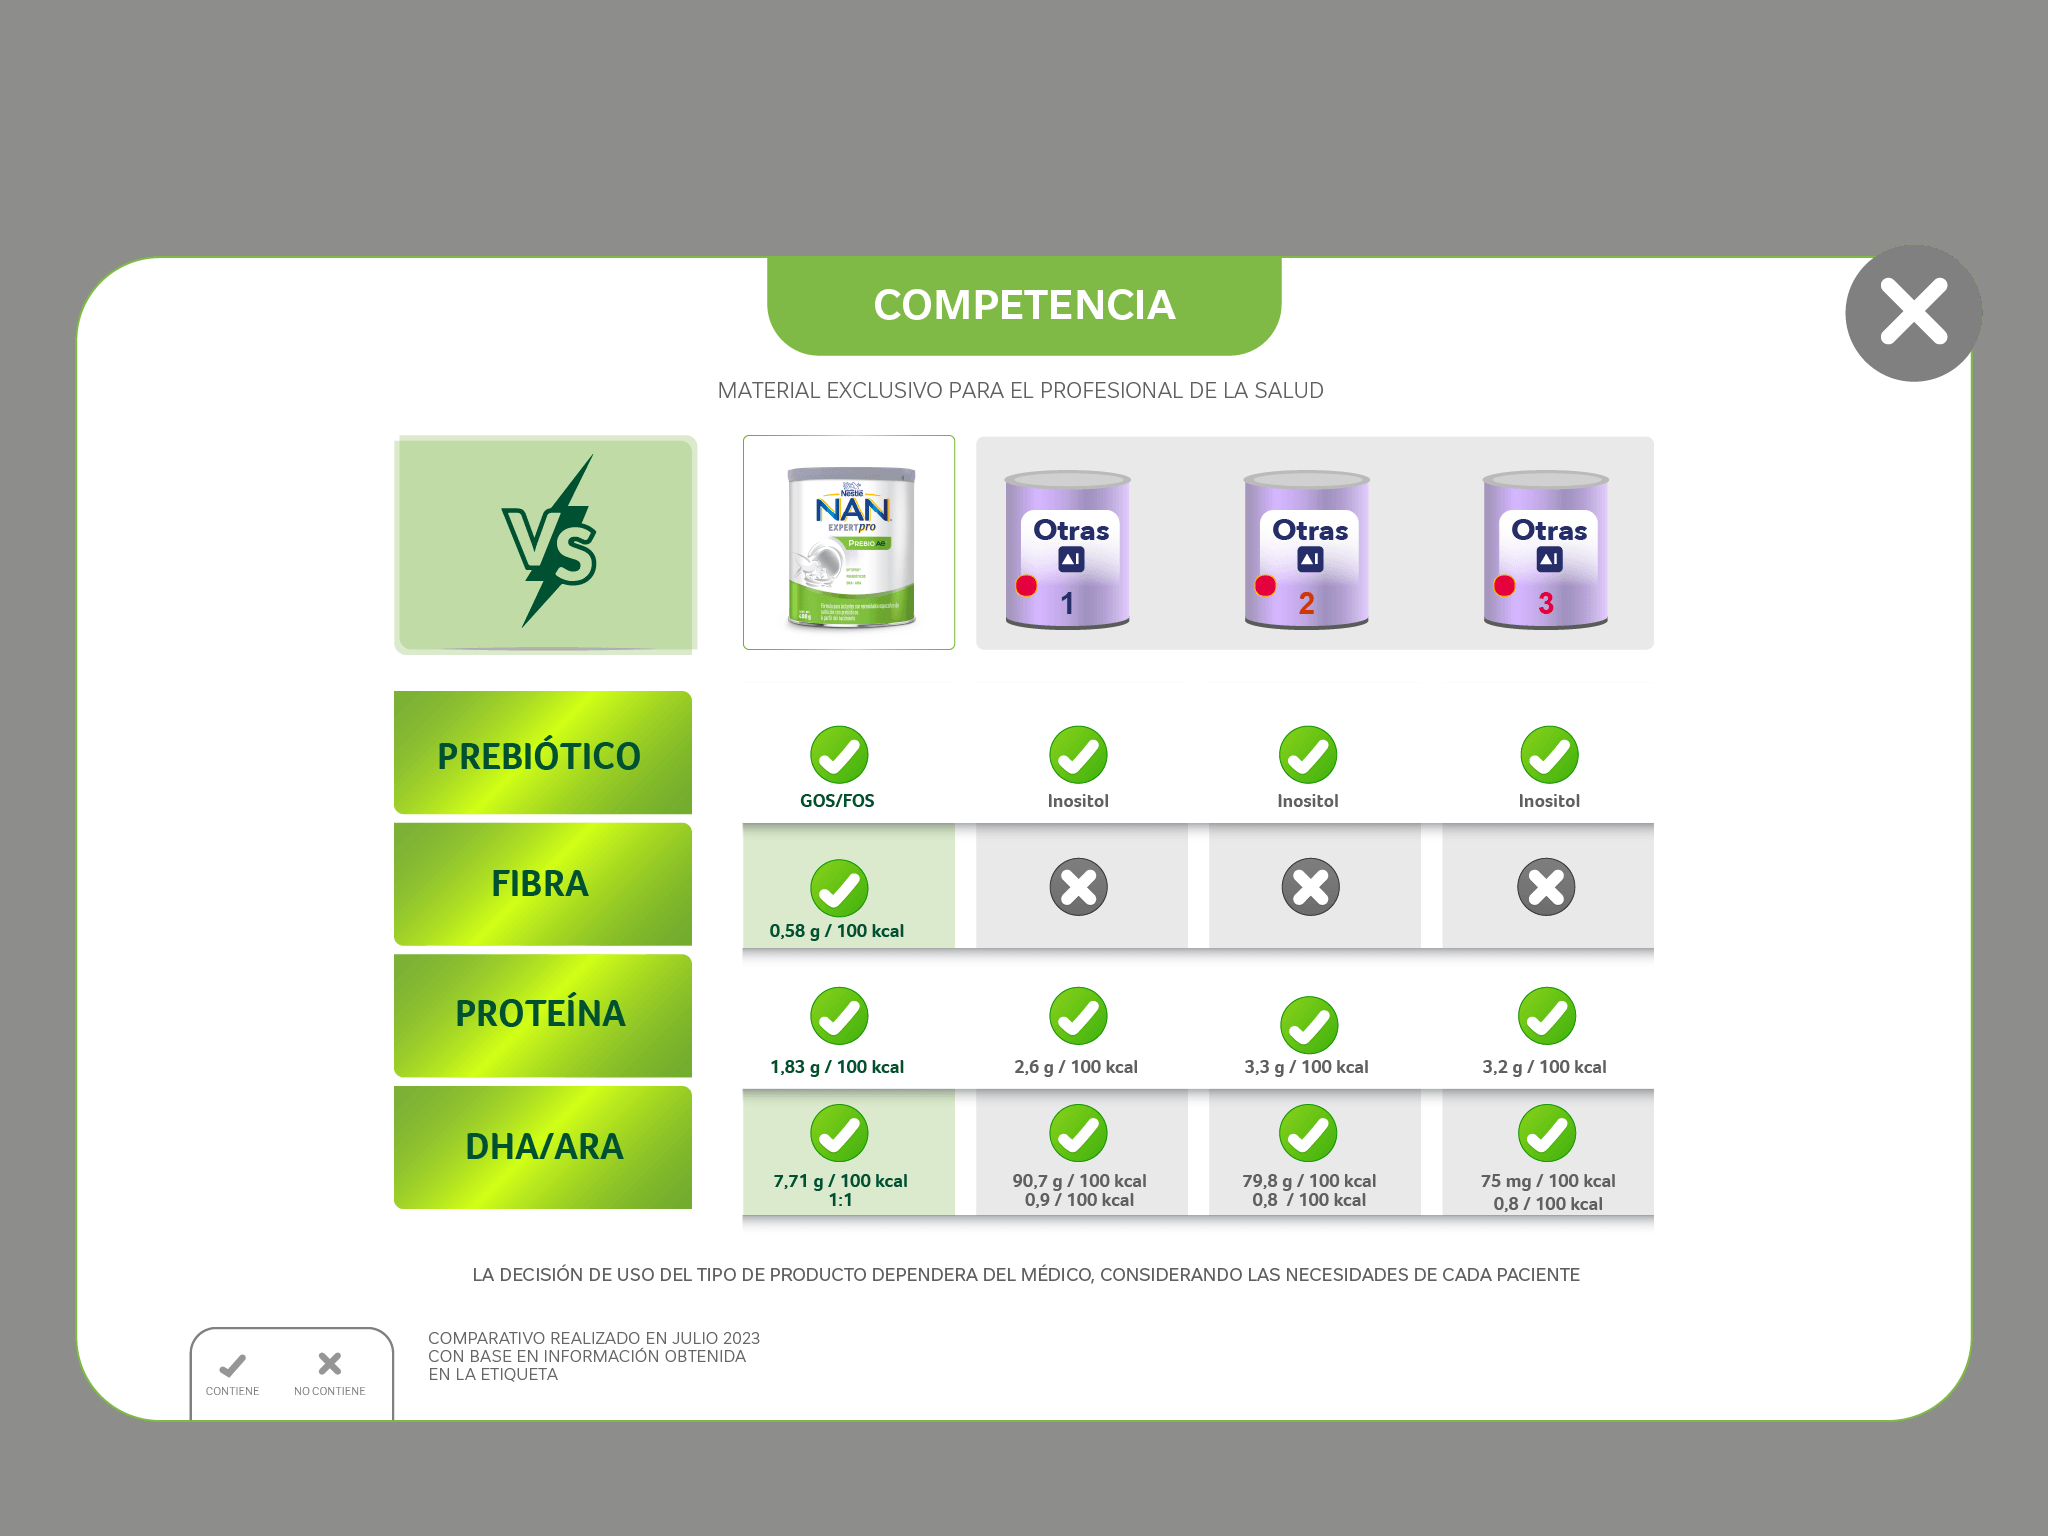 COMPETENCIA
MATERIAL EXCLUSIVO PARA EL PROFESIONAL DE LA SALUD
VS
Nestlé
NAN
EXPERTpro
PREBIO
Otras
1
Otras
2
Otras
3
PREBIÓTICO
GOS/FOS
Inositol
Inositol
Inositol
FIBRA
0,58 g / 100 kcal
PROTEÍNA
1,83 g / 100 kcal
2,6 g / 100 kcal
3,3 g / 100 kcal
3,2 g / 100 kcal
DHA/ARA
7,71 g / 100 kcal
1:1
90,7 g / 100 kcal
0,9 / 100 kcal
79,8 g / 100 kcal
0,8 / 100 kcal
75 mg / 100 kcal
0,8 / 100 kcal
LA DECISIÓN DE USO DEL TIPO DE PRODUCTO DEPENDERA DEL MÉDICO, CONSIDERANDO LAS NECESIDADES DE CADA PACIENTE
CONTIENE
NO CONTIENE
COMPARATIVO REALIZADO EN JULIO 2023
CON BASE EN INFORMACIÓN OBTENIDA
EN LA ETIQUETA